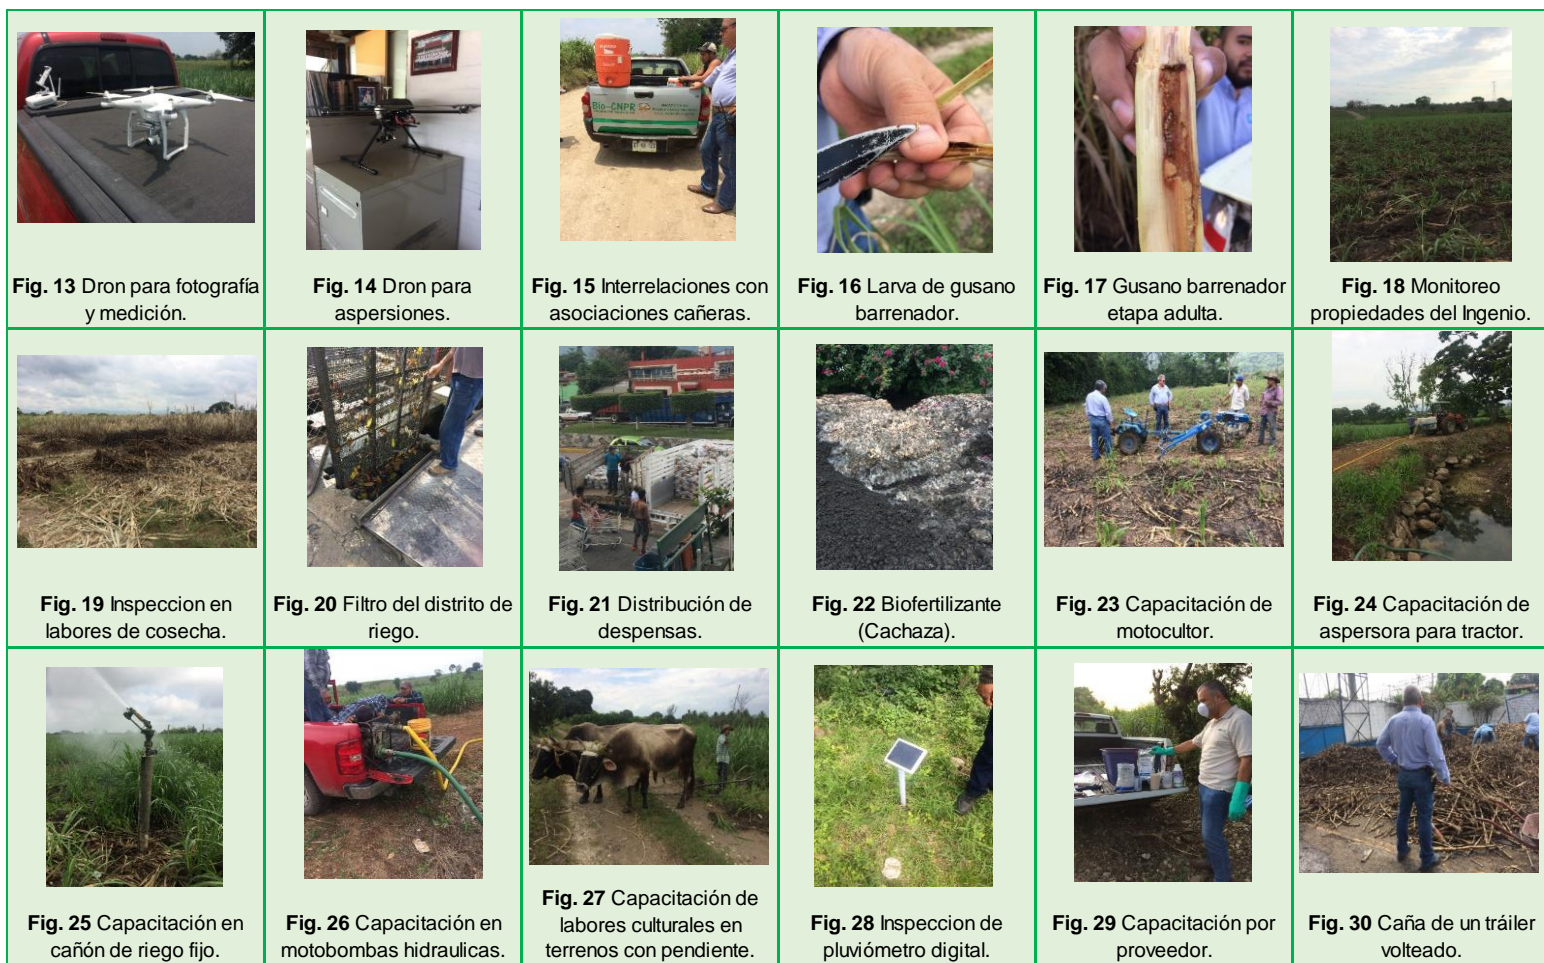 Bio-CNPR
Fig. 13 Dron para fotografía
y medición.
Fig. 14 Dron para
aspersiones.
Fig. 15 Interrelaciones con
asociaciones cañeras.
Fig. 16 Larva de gusano
barrenador.
Fig. 17 Gusano barrenador
etapa adulta.
Fig. 18 Monitoreo
propiedades del Ingenio.
Fig. 19 Inspeccion en
labores de cosecha.
Fig. 20 Filtro del distrito de
riego.
Fig. 21 Distribución de
despensas.
Fig. 22 Biofertilizante
(Cachaza).
Fig. 23 Capacitación de
motocultor.
Fig. 24 Capacitación de
aspersora para tractor.
Fig. 25 Capacitación en
cañón de riego fijo.
Fig. 26 Capacitación en
motobombas hidraulicas.
Fig. 27 Capacitación de
labores culturales en
terrenos con pendiente.
Fig. 28 Inspeccion de
pluviómetro digital.
Fig. 29 Capacitación por
proveedor.
Fig. 30 Caña de un tráiler
volteado.